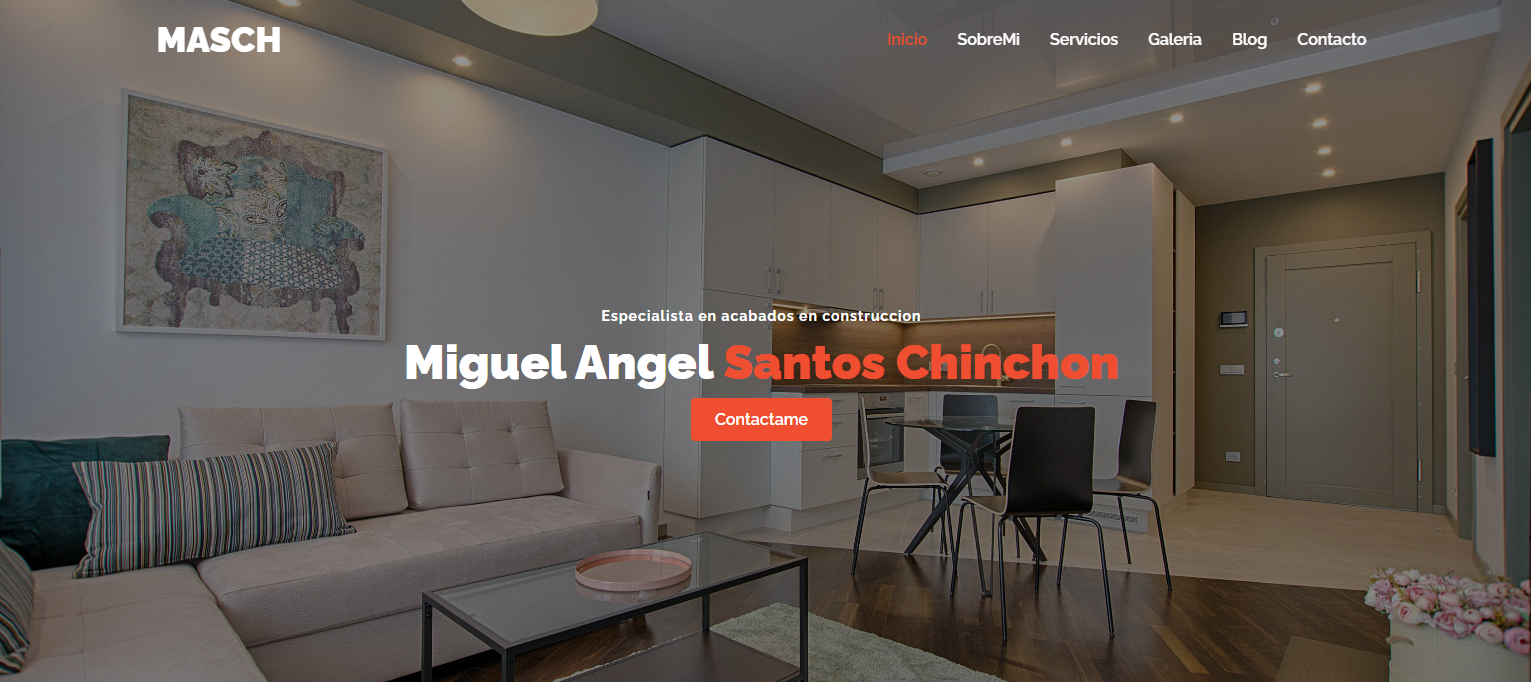 MASCH
Inicio SobreMi Servicios Galeria Blog Contacto
Especialista en acabados en construccion
Miguel Angel Santos Chinchon
Contactame